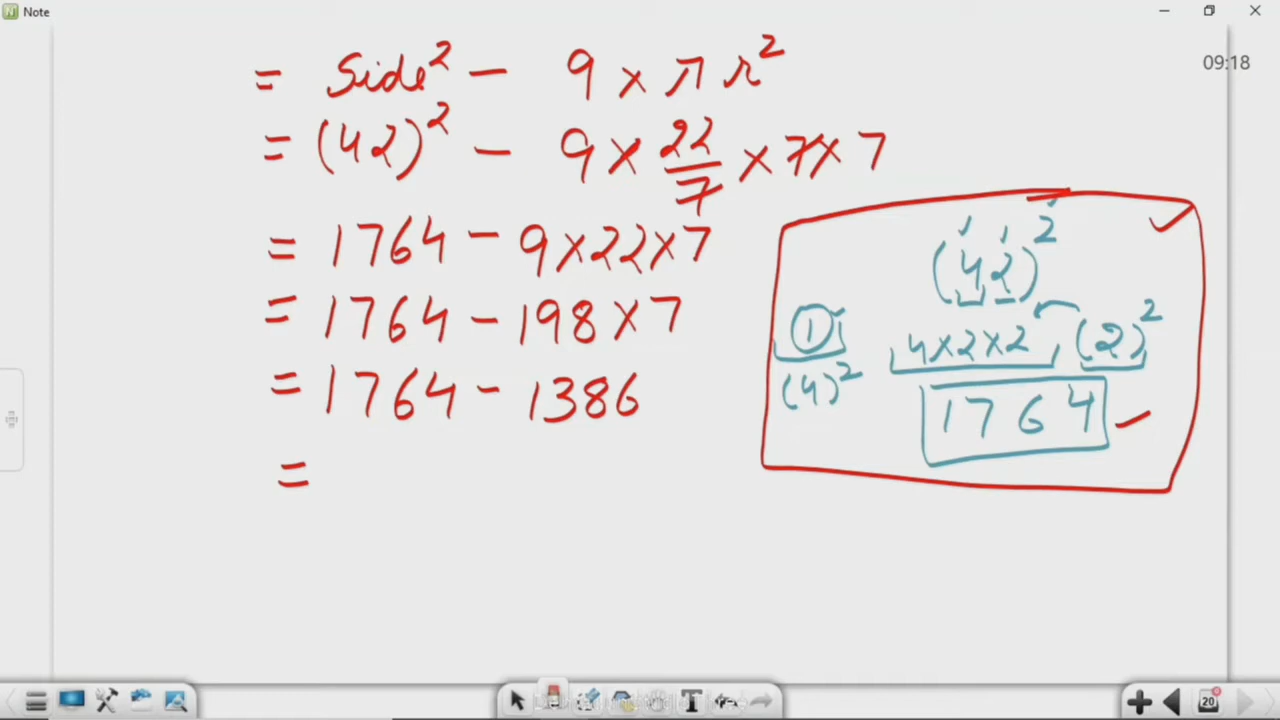 Note
09:18
= Side² - 9 × π r²
= (42)² - 9 × 22/7 × 7 × 7
= 1764 - 9×22×7
= 1764 - 198 × 7
= 1764 - 1386
=
(42)²
① 4×2×2, (2)²
(4)²
1764
20